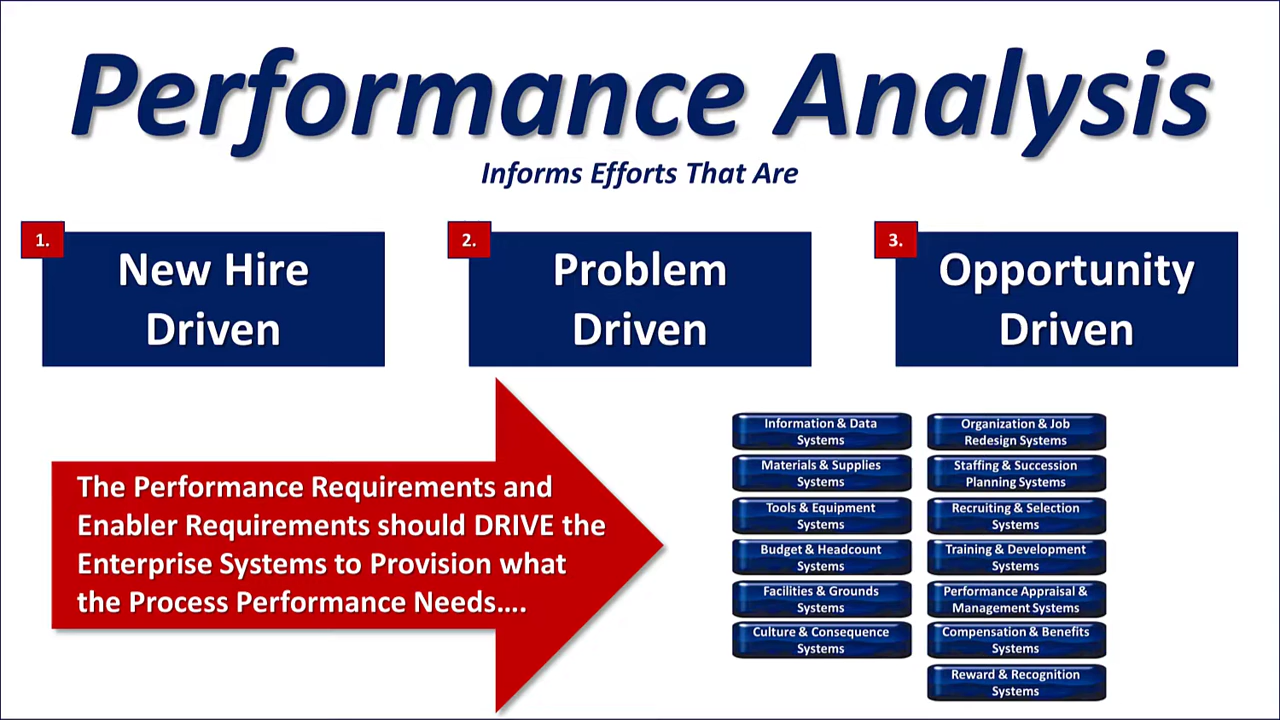 Performance Analysis
Informs Efforts That Are
1.
New Hire
Driven
2.
Problem
Driven
3.
Opportunity
Driven
The Performance Requirements and
Enabler Requirements should DRIVE the
Enterprise Systems to Provision what
the Process Performance Needs....
Information & Data
Systems
Materials & Supplies
Systems
Tools & Equipment
Systems
Budget & Headcount
Systems
Facilities & Grounds
Systems
Culture & Consequence
Systems
Organization & Job
Redesign Systems
Staffing & Succession
Planning Systems
Recruiting & Selection
Systems
Training & Development
Systems
Performance Appraisal &
Management Systems
Compensation & Benefits
Systems
Reward & Recognition
Systems